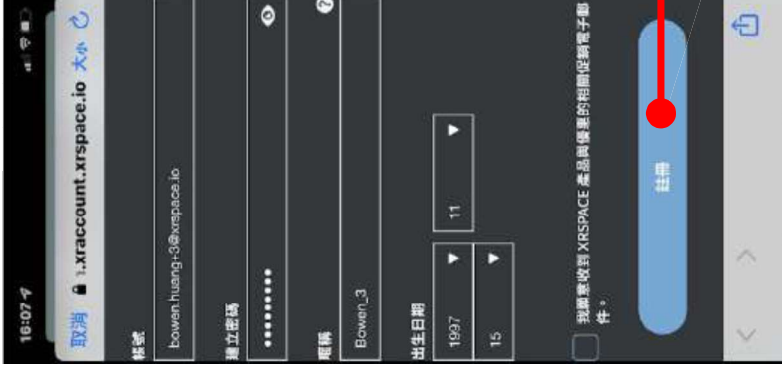 16:07
取消 ı.xraccount.xrspace.io 大小
帳號
bowen.huang+3@xrspace.io
建立密碼
•••••••••
暱稱
?
Bowen_3
出生日期
1997
11
15
我願意收到 XRSPACE 產品與優惠的相關促銷電子郵
件。
註冊